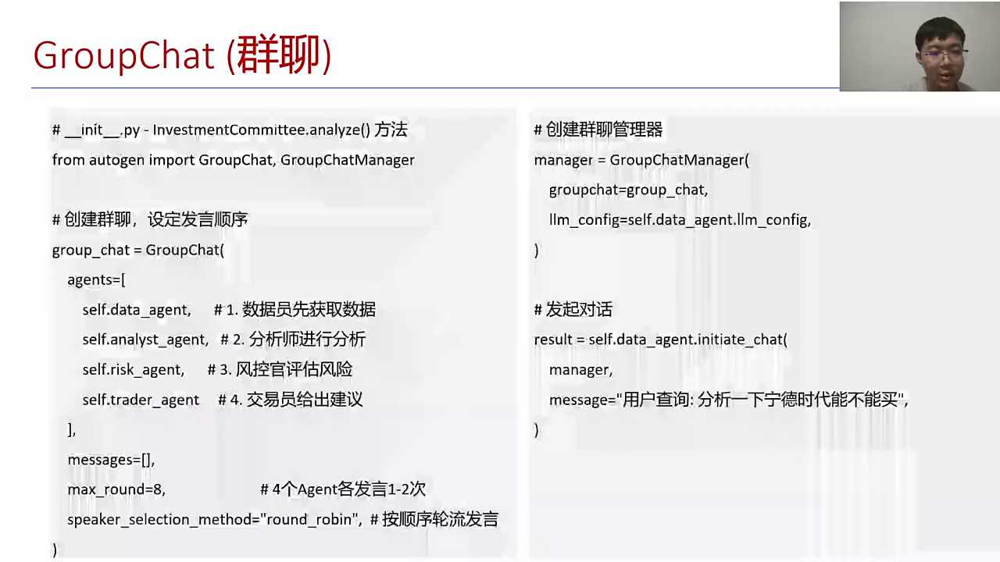 GroupChat (群聊)
# __init__.py - InvestmentCommittee.analyze() 方法
from autogen import GroupChat, GroupChatManager
# 创建群聊，设定发言顺序
group_chat = GroupChat(
agents=[
self.data_agent, # 1. 数据员先获取数据
self.analyst_agent, # 2. 分析师进行分析
self.risk_agent, # 3. 风控官评估风险
self.trader_agent # 4. 交易员给出建议
],
messages=[],
max_round=8, # 4个Agent各发言1-2次
speaker_selection_method="round_robin", # 按顺序轮流发言
)
# 创建群聊管理器
manager = GroupChatManager(
groupchat=group_chat,
llm_config=self.data_agent.llm_config,
)
# 发起对话
result = self.data_agent.initiate_chat(
manager,
message="用户查询: 分析一下宁德时代能不能买",
)